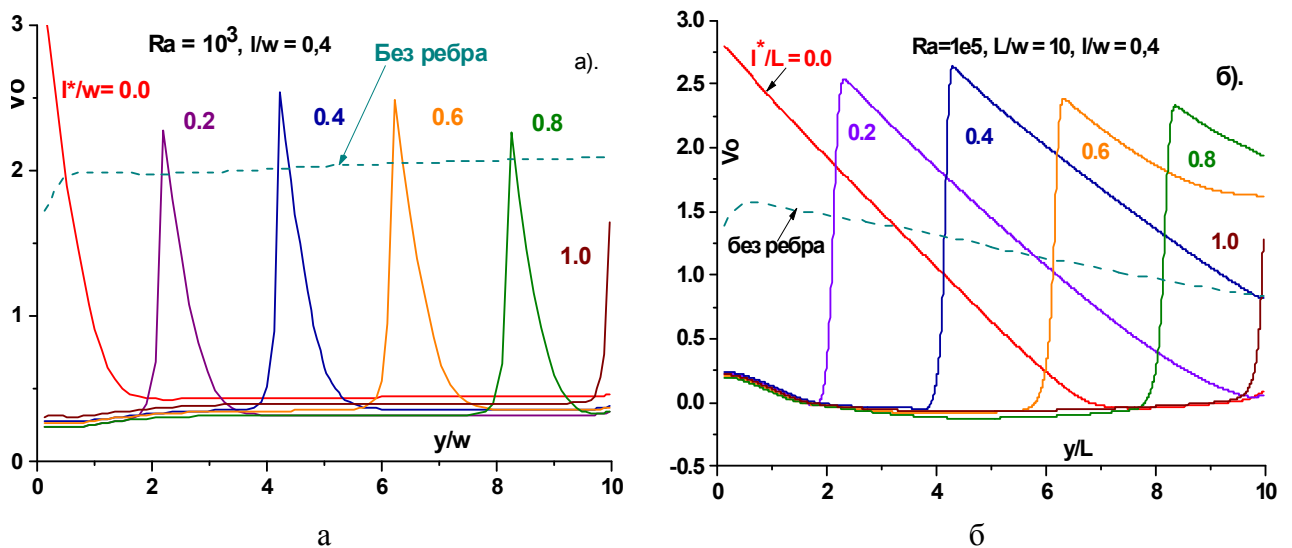 Ra = 10³, l/w = 0,4
Без ребра
а).
l*/w= 0.0
0.2
0.4
0.6
0.8
1.0
vo
3
2
1
0
0
2
4
6
8
10
y/w
а
Ra=1e5, L/w = 10, l/w = 0,4
l*/L = 0.0
б).
0.2
0.4
0.6
0.8
1.0
без ребра
Vo
3.0
2.5
2.0
1.5
1.0
0.5
0.0
-0.5
2
4
6
8
10
y/L
б